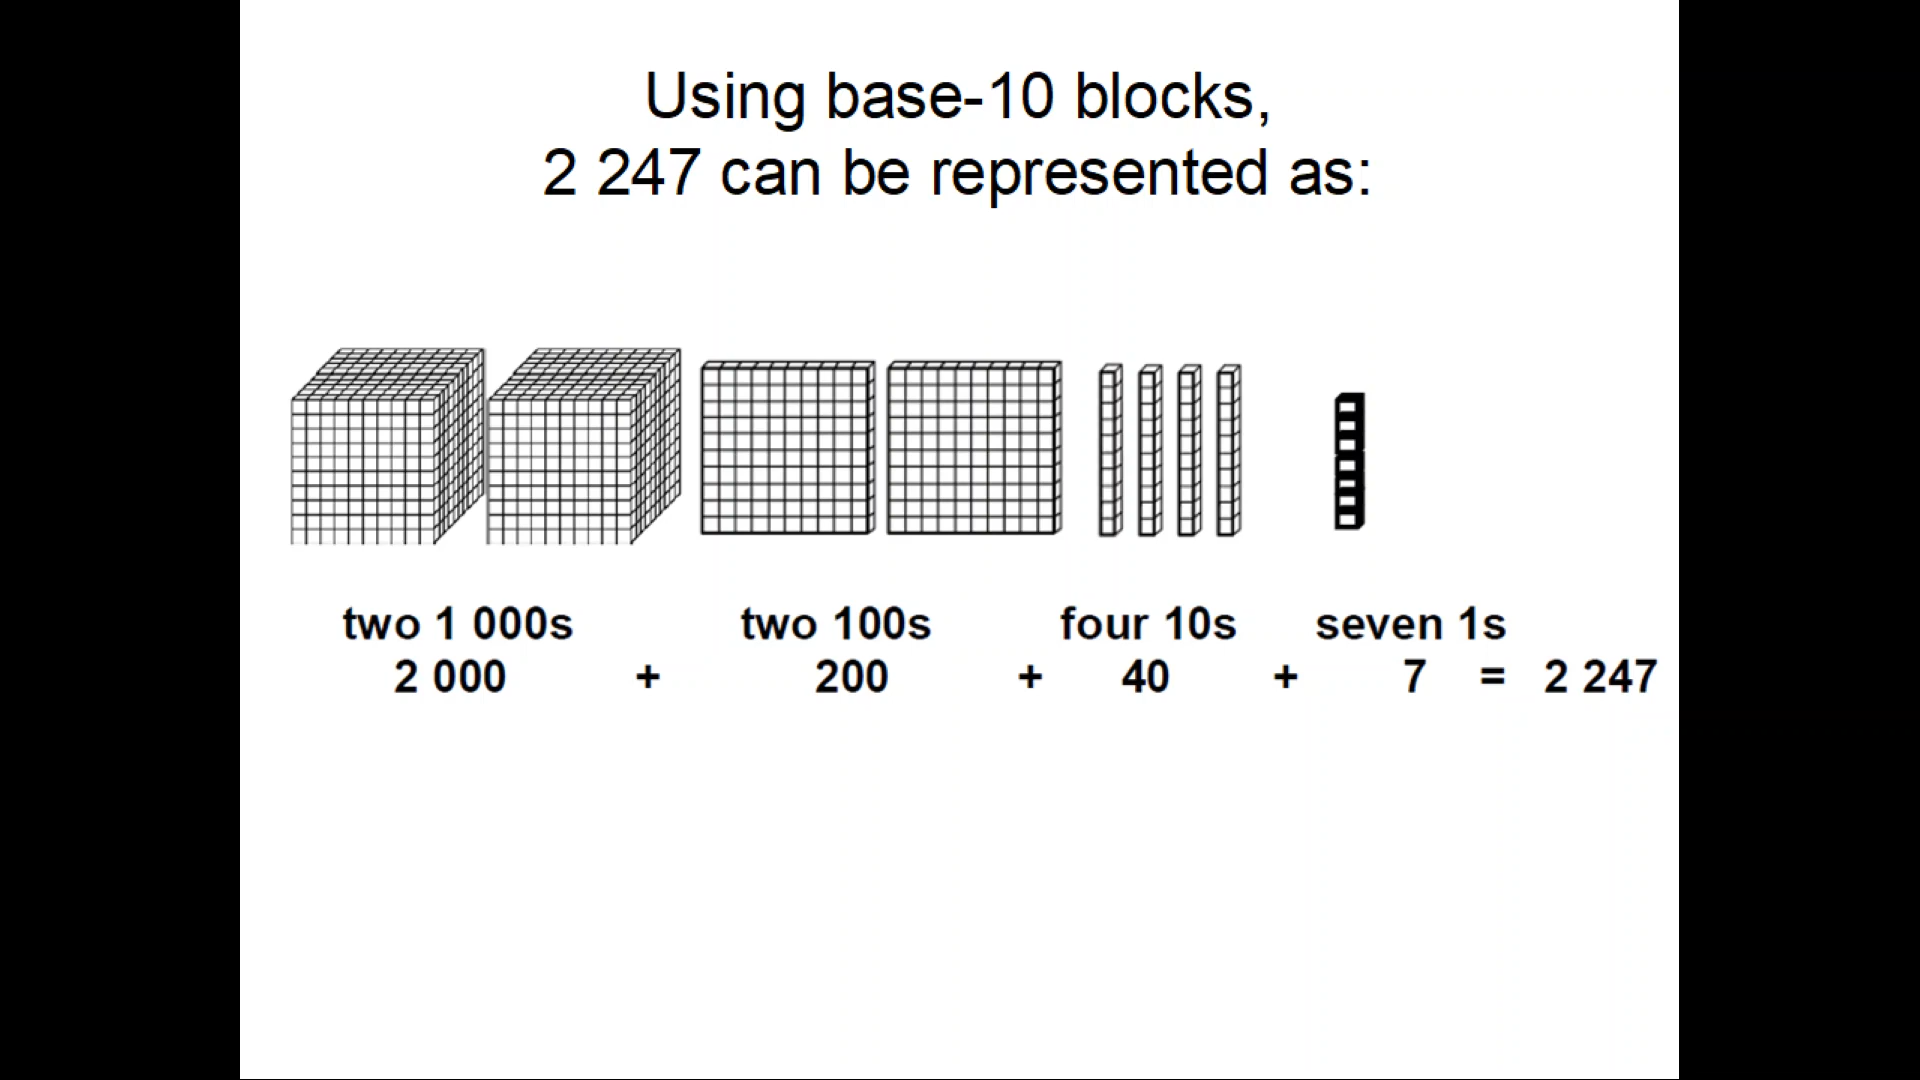 Using base-10 blocks,
2 247 can be represented as:
two 1 000s two 100s four 10s seven 1s
2 000 + 200 + 40 + 7 = 2 247